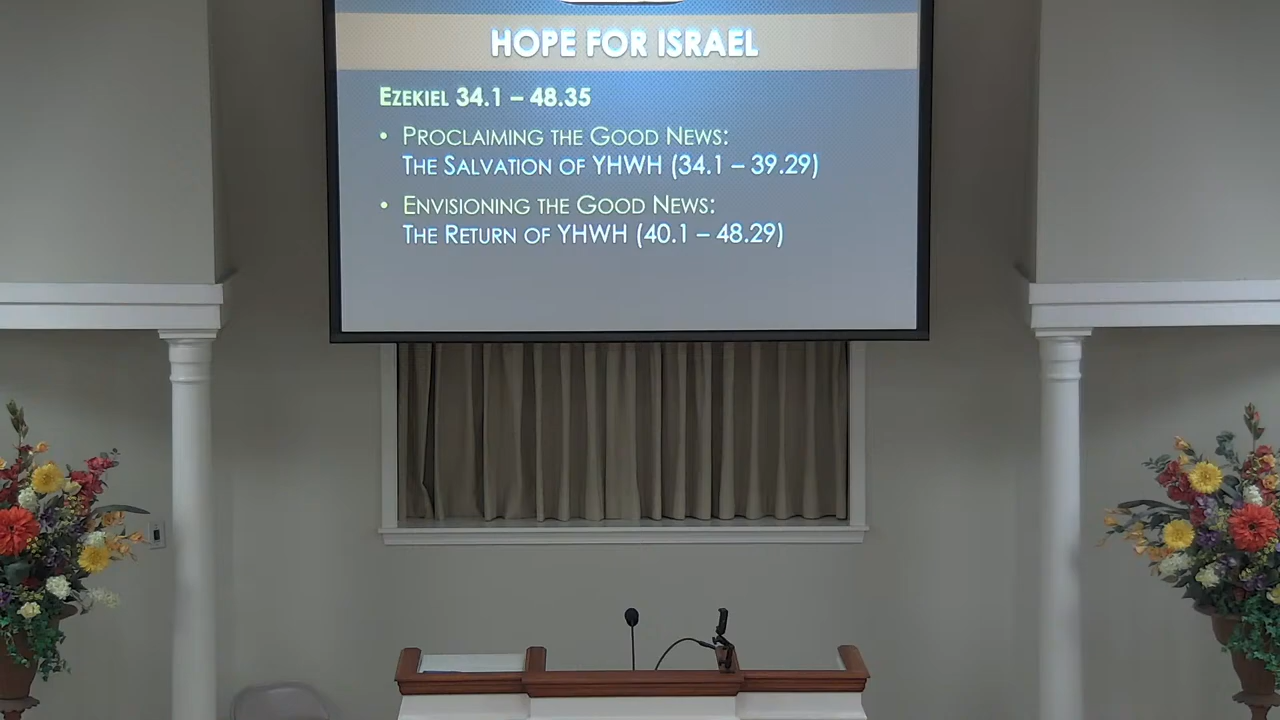 HOPE FOR ISRAEL
EZEKIEL 34.1 – 48.35
• PROCLAIMING THE GOOD NEWS:
THE SALVATION OF YHWH (34.1 – 39.29)
• ENVISIONING THE GOOD NEWS:
THE RETURN OF YHWH (40.1 – 48.29)